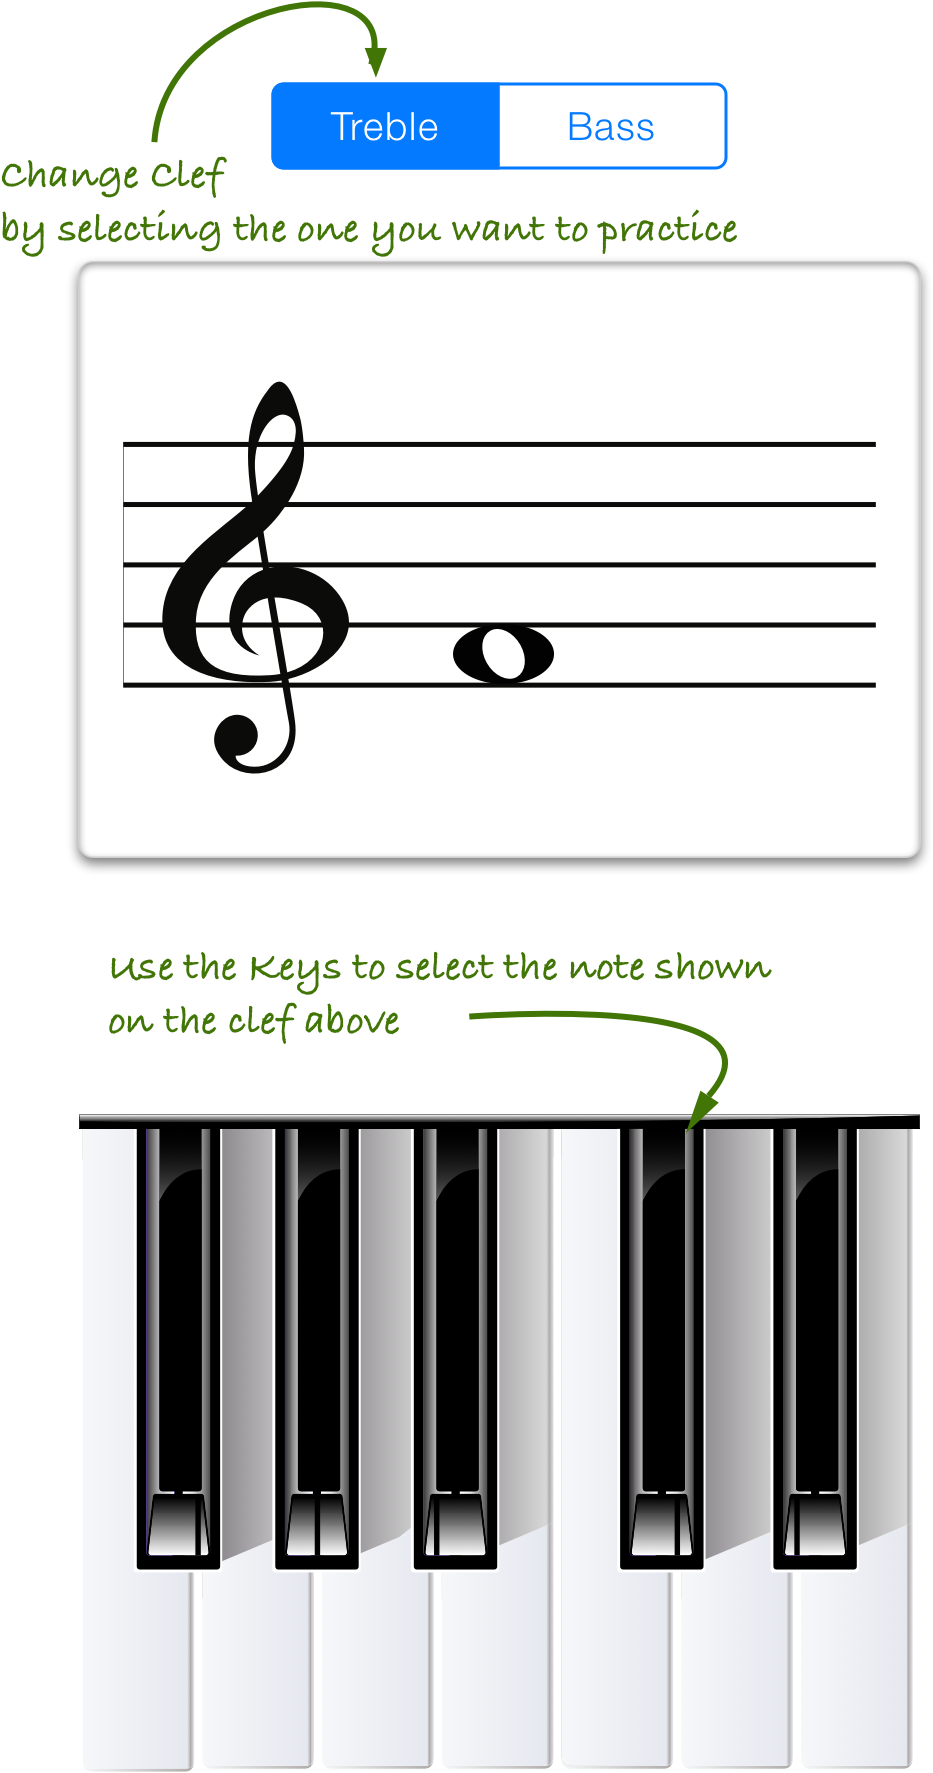 Treble Bass
Change Clef
by selecting the one you want to practice
Use the Keys to select the note shown
on the clef above